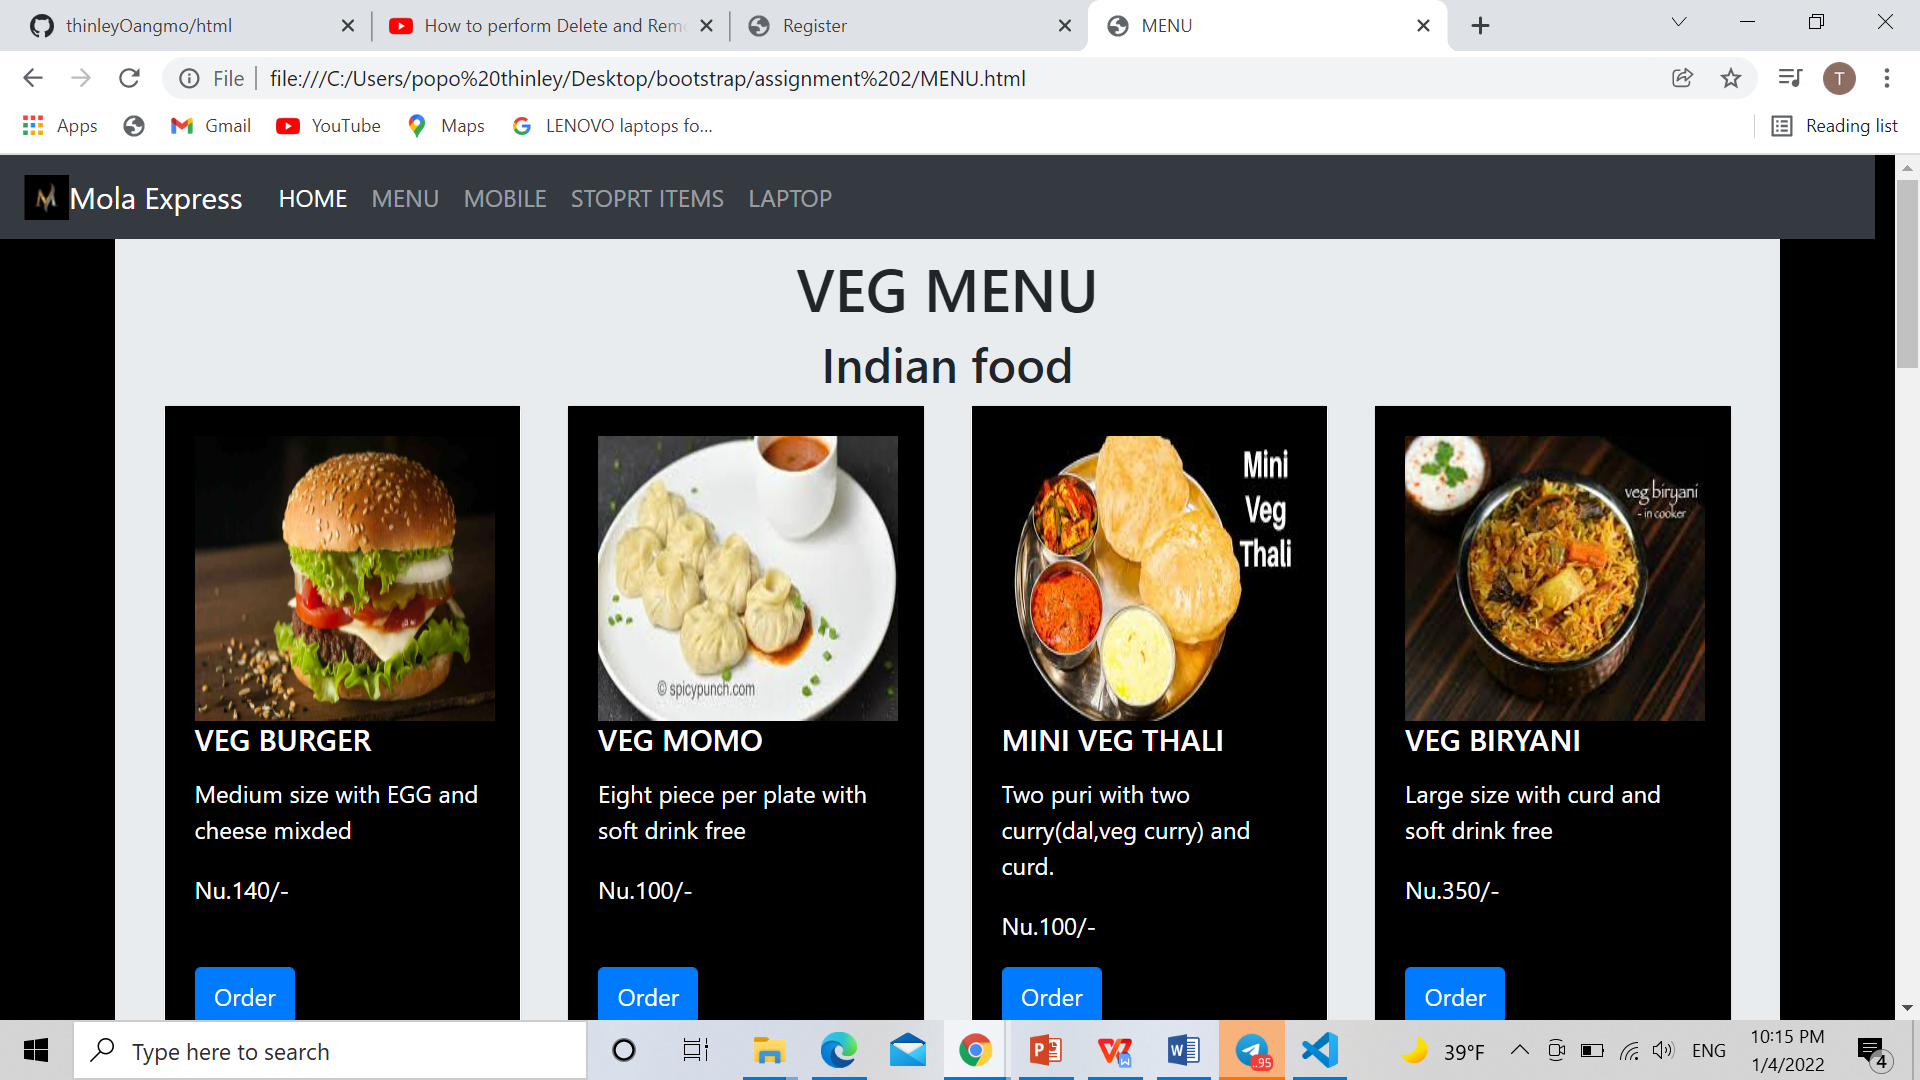 thinleyOangmo/html
How to perform Delete and Rem
Register
MENU
File
file:///C:/Users/popo%20thinley/Desktop/bootstrap/assignment%202/MENU.html
T
Apps
Gmail
YouTube
Maps
LENOVO laptops fo...
Reading list
M
Mola Express
HOME
MENU
MOBILE
STOPRT ITEMS
LAPTOP
VEG MENU
Indian food
Mini
Veg
Thali
veg biryani
- in cooker
© spicypunch.com
VEG BURGER
Medium size with EGG and
cheese mixded
Nu.140/-
Order
VEG MOMO
Eight piece per plate with
soft drink free
Nu.100/-
Order
MINI VEG THALI
Two puri with two
curry(dal,veg curry) and
curd.
Nu.100/-
Order
VEG BIRYANI
Large size with curd and
soft drink free
Nu.350/-
Order
Type here to search
..95
39°F
ENG
10:15 PM
1/4/2022
4